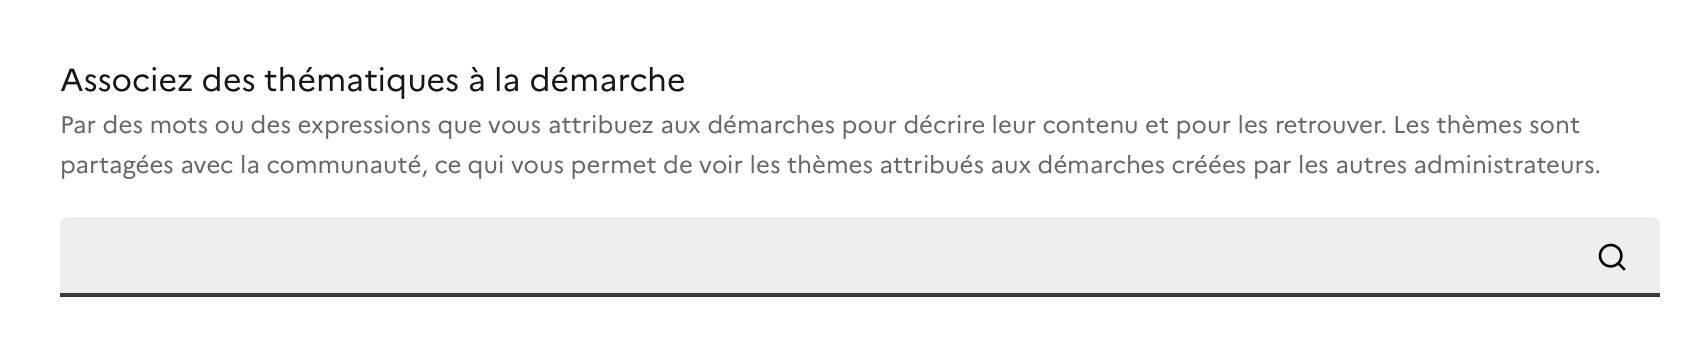 Associez des thématiques à la démarche
Par des mots ou des expressions que vous attribuez aux démarches pour décrire leur contenu et pour les retrouver. Les thèmes sont
partagées avec la communauté, ce qui vous permet de voir les thèmes attribués aux démarches créées par les autres administrateurs.